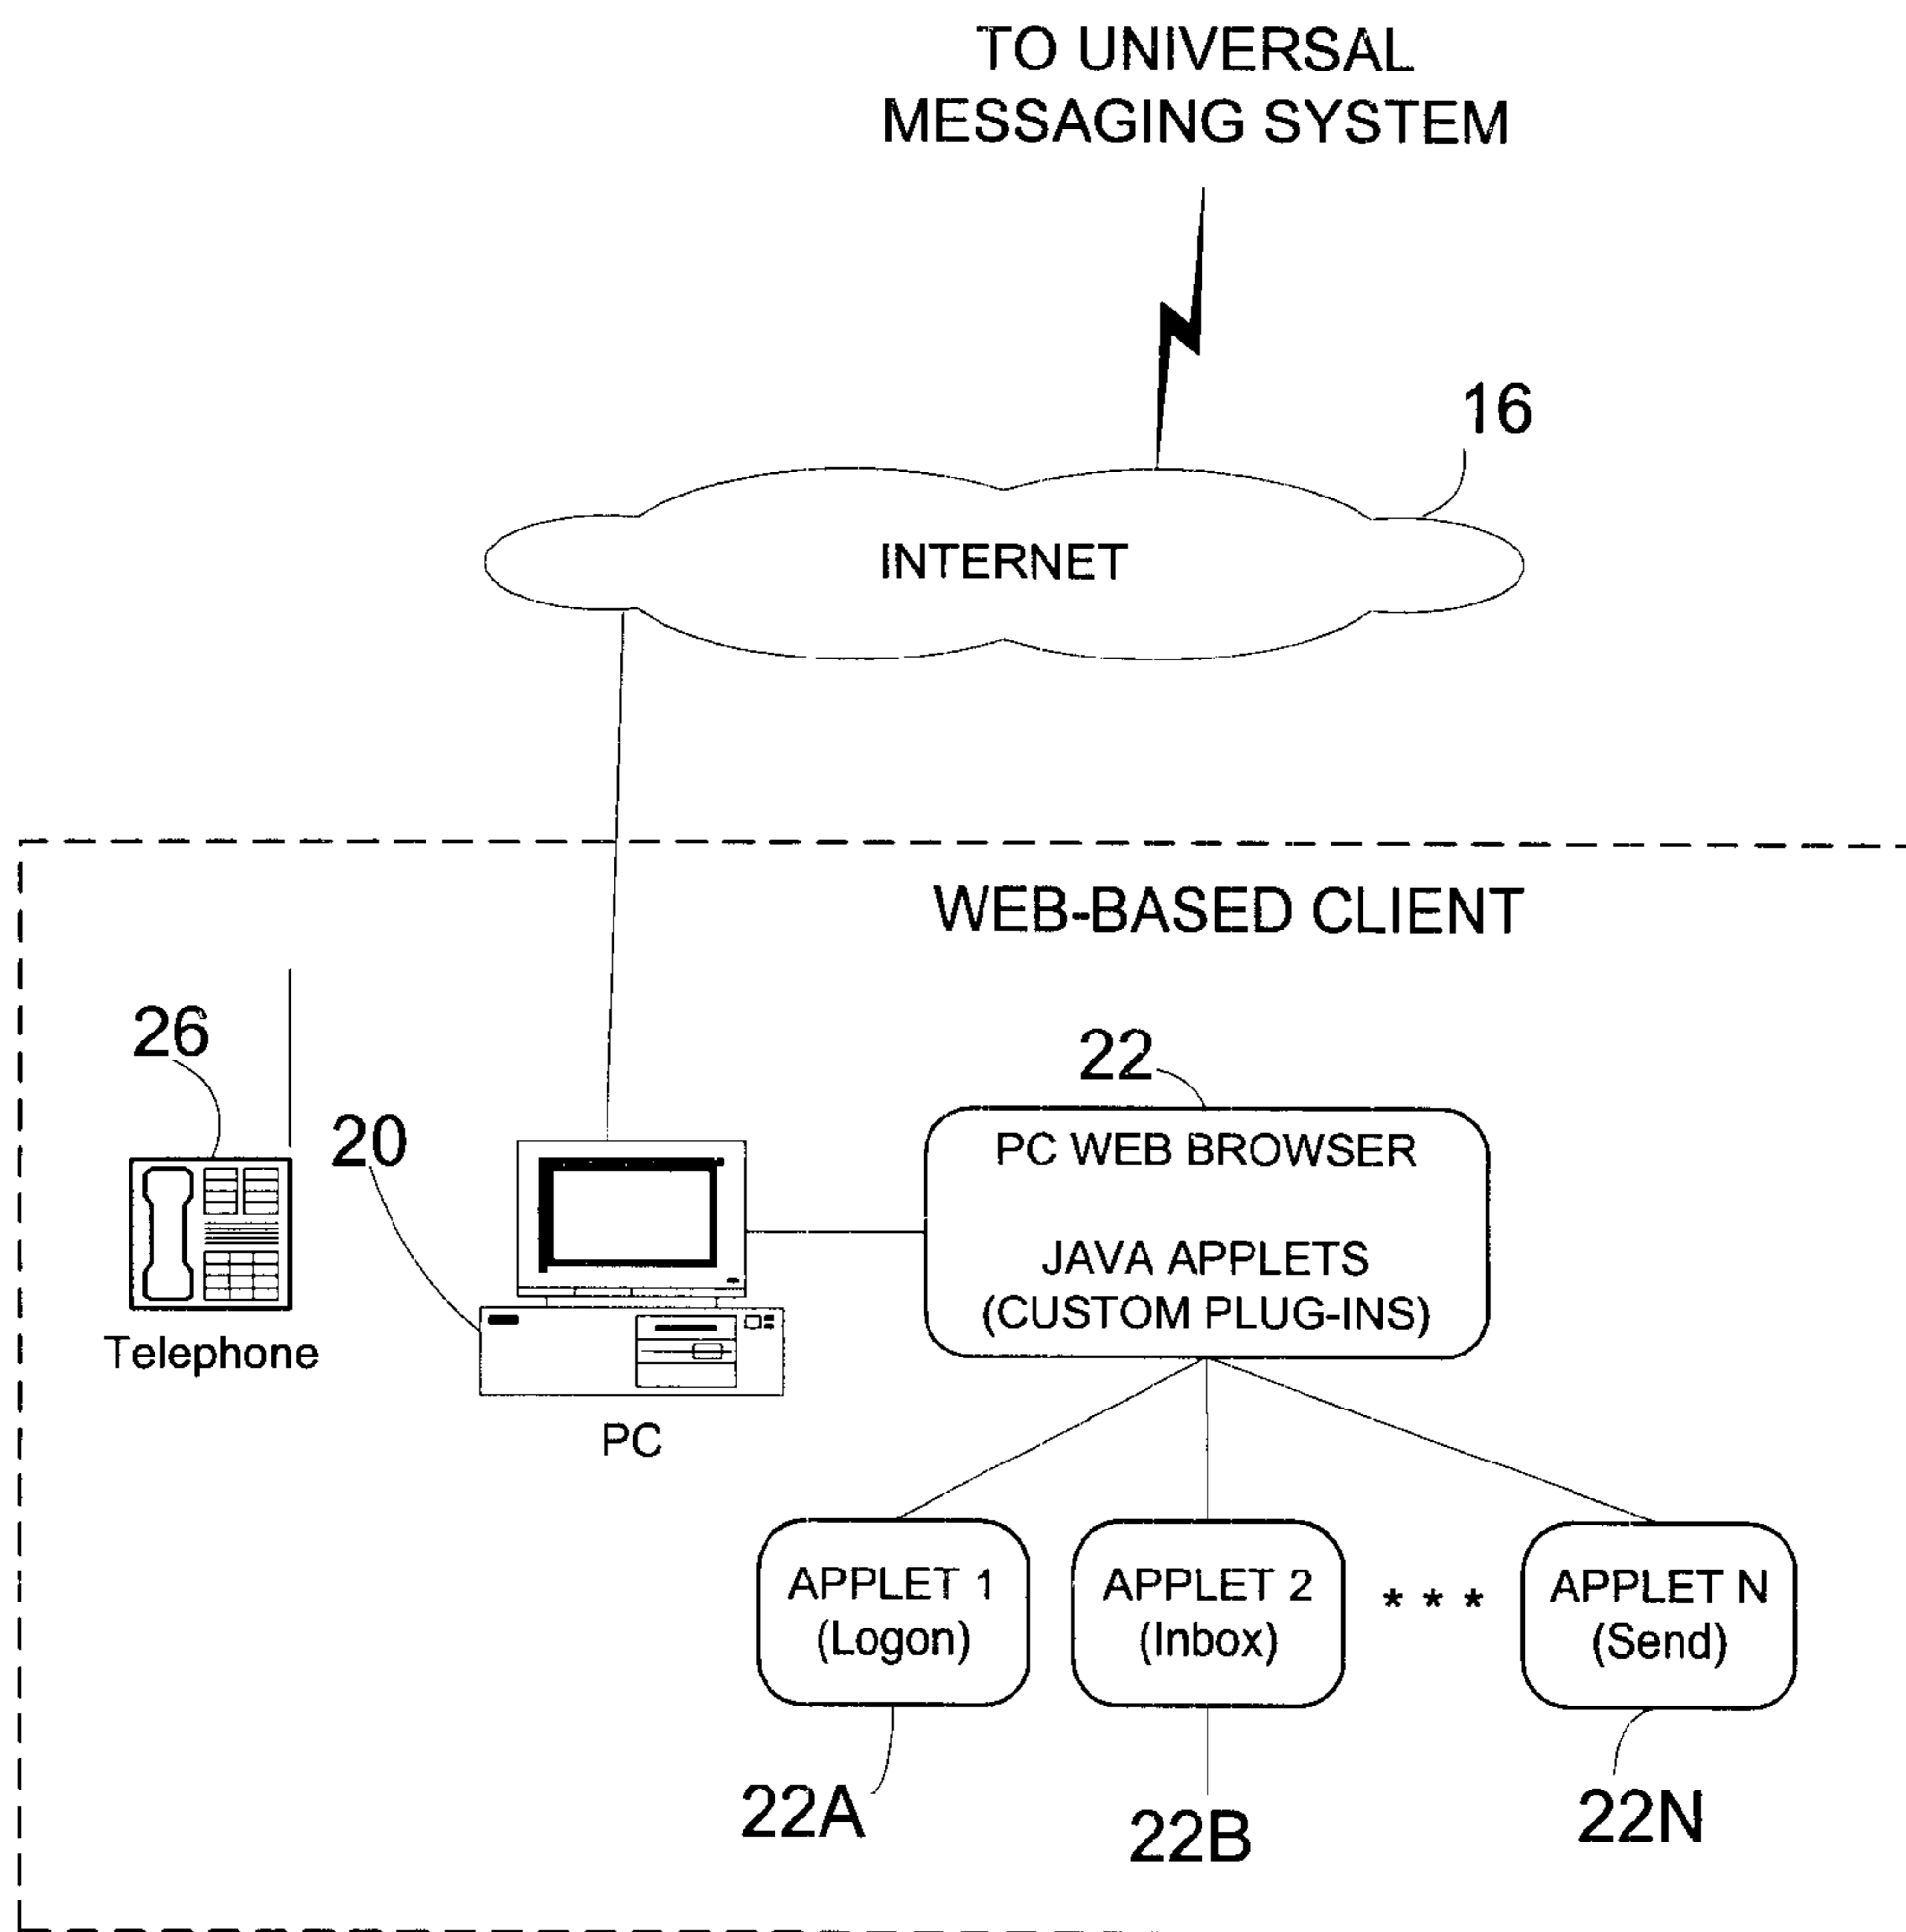 TO UNIVERSAL
MESSAGING SYSTEM
16
INTERNET
WEB-BASED CLIENT
26
22
20
PC WEB BROWSER
JAVA APPLETS
(CUSTOM PLUG-INS)
Telephone
PC
APPLET 1
(Logon)
APPLET 2
(Inbox)
* * *
APPLET N
(Send)
22A
22B
22N